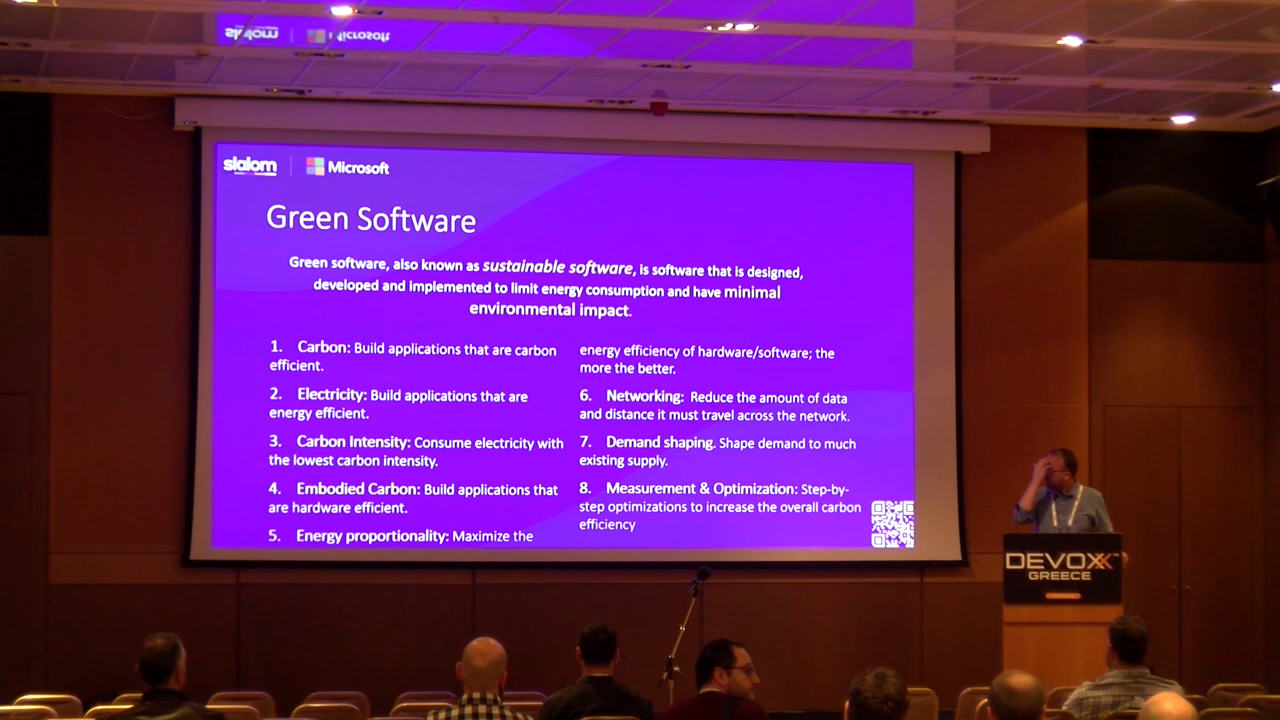 slalom | Microsoft
Green Software
Green software, also known as sustainable software, is software that is designed,
developed and implemented to limit energy consumption and have minimal
environmental impact.
1. Carbon: Build applications that are carbon
efficient.
2. Electricity: Build applications that are
energy efficient.
3. Carbon Intensity: Consume electricity with
the lowest carbon intensity.
4. Embodied Carbon: Build applications that
are hardware efficient.
5. Energy proportionality: Maximize the
energy efficiency of hardware/software; the
more the better.
6. Networking: Reduce the amount of data
and distance it must travel across the network.
7. Demand shaping. Shape demand to much
existing supply.
8. Measurement & Optimization: Step-by-
step optimizations to increase the overall carbon
efficiency
DEVOXX™
GREECE